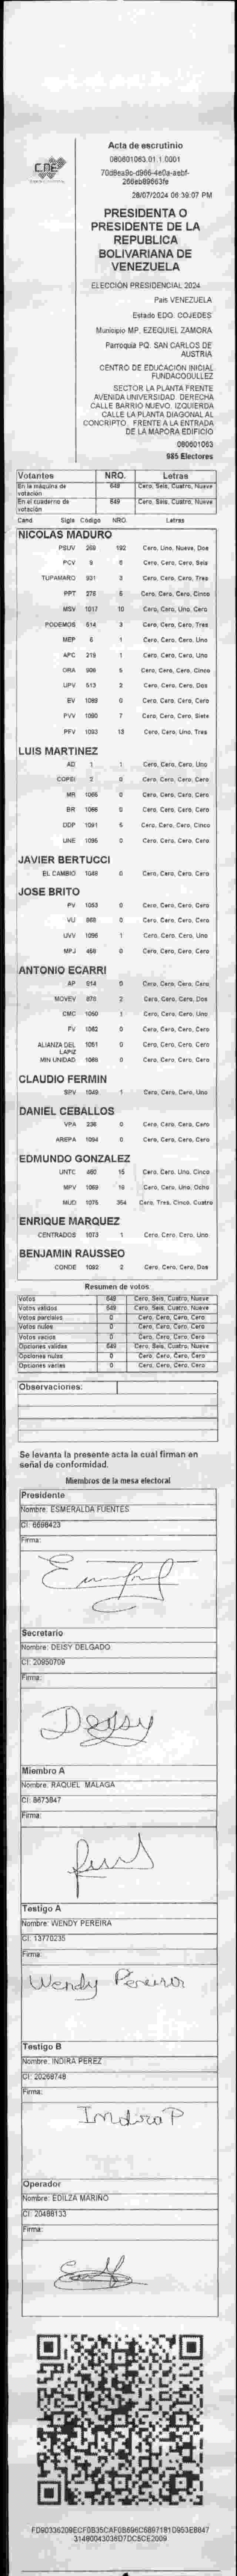 CNE
Acta de escrutinio
080601063.01.1.0001
70d8ea9c-d966-4e0a-aebf-
266eb89663fe
28/07/2024 06:39:07 PM
PRESIDENTA O
PRESIDENTE DE LA
REPUBLICA
BOLIVARIANA DE
VENEZUELA
ELECCIÓN PRESIDENCIAL 2024
País VENEZUELA
Estado EDO. COJEDES
Municipio MP. EZEQUIEL ZAMORA
Parroquia PQ. SAN CARLOS DE
AUSTRIA
CENTRO DE EDUCACIÓN INICIAL
FUNDACODULLEZ
SECTOR LA PLANTA FRENTE
AVENIDA UNIVERSIDAD. DERECHA
CALLE BARRIO NUEVO. IZQUIERDA
CALLE LA PLANTA DIAGONAL AL
CONCRIPTO. FRENTE A LA ENTRADA
DE LA MAPORA EDIFICIO
080601063
985 Electores
Votantes NRO. Letras
En la máquina de votación 649 Cero, Seis, Cuatro, Nueve
En el cuaderno de votación 649 Cero, Seis, Cuatro, Nueve
Cand Sigla Código NRO Letras
NICOLAS MADURO
PSUV 269 192 Cero, Uno, Nueve, Dos
PCV 9 6 Cero, Cero, Cero, Seis
TUPAMARO 931 3 Cero, Cero, Cero, Tres
PPT 276 5 Cero, Cero, Cero, Cinco
MSV 1017 10 Cero, Cero, Uno, Cero
PODEMOS 514 3 Cero, Cero, Cero, Tres
MEP 6 1 Cero, Cero, Cero, Uno
APC 219 1 Cero, Cero, Cero, Uno
ORA 906 5 Cero, Cero, Cero, Cinco
UPV 513 2 Cero, Cero, Cero, Dos
EV 1089 0 Cero, Cero, Cero, Cero
PVV 1090 7 Cero, Cero, Cero, Siete
PFV 1093 13 Cero, Cero, Uno, Tres
LUIS MARTINEZ
AD 1 1 Cero, Cero, Cero, Uno
COPEI 2 0 Cero, Cero, Cero, Cero
MR 1065 0 Cero, Cero, Cero, Cero
BR 1066 0 Cero, Cero, Cero, Cero
DDP 1091 5 Cero, Cero, Cero, Cinco
UNE 1095 0 Cero, Cero, Cero, Cero
JAVIER BERTUCCI
EL CAMBIO 1048 0 Cero, Cero, Cero, Cero
JOSE BRITO
PV 1053 0 Cero, Cero, Cero, Cero
VU 868 0 Cero, Cero, Cero, Cero
UVV 1096 1 Cero, Cero, Cero, Uno
MPJ 458 0 Cero, Cero, Cero, Cero
ANTONIO ECARRI
AP 914 0 Cero, Cero, Cero, Cero
MOVEV 870 2 Cero, Cero, Cero, Dos
CMC 1050 1 Cero, Cero, Cero, Uno
FV 1062 0 Cero, Cero, Cero, Cero
ALIANZA DEL LAPIZ 1051 0 Cero, Cero, Cero, Cero
MIN UNIDAD 1088 0 Cero, Cero, Cero, Cero
CLAUDIO FERMIN
SPV 1049 1 Cero, Cero, Cero, Uno
DANIEL CEBALLOS
VPA 236 0 Cero, Cero, Cero, Cero
AREPA 1094 0 Cero, Cero, Cero, Cero
EDMUNDO GONZALEZ
UNTC 460 15 Cero, Cero, Uno, Cinco
MPV 1069 18 Cero, Cero, Uno, Ocho
MUD 1075 354 Cero, Tres, Cinco, Cuatro
ENRIQUE MARQUEZ
CENTRADOS 1073 1 Cero, Cero, Cero, Uno
BENJAMIN RAUSSEO
CONDE 1082 2 Cero, Cero, Cero, Dos
Resumen de votos
Votos 649 Cero, Seis, Cuatro, Nueve
Votos válidos 649 Cero, Seis, Cuatro, Nueve
Votos parciales 0 Cero, Cero, Cero, Cero
Votos nulos 0 Cero, Cero, Cero, Cero
Votos vacios 0 Cero, Cero, Cero, Cero
Opciones válidas 649 Cero, Seis, Cuatro, Nueve
Opciones nulas 0 Cero, Cero, Cero, Cero
Opciones vacias 0 Cero, Cero, Cero, Cero
Observaciones:
Se levanta la presente acta la cuál firman en
señal de conformidad.
Miembros de la mesa electoral
Presidente
Nombre: ESMERALDA FUENTES
CI: 6686423
Firma:
Secretario
Nombre: DEISY DELGADO
CI: 20950709
Firma:
Deisy
Miembro A
Nombre: RAQUEL MALAGA
CI: 8673947
Firma:
Testigo A
Nombre: WENDY PEREIRA
CI: 13770235
Firma:
Wendy Pereira
Testigo B
Nombre: INDIRA PEREZ
CI: 20268748
Firma:
Indira P
Operador
Nombre: EDILZA MARIÑO
CI: 20488133
Firma:
FD90336209ECF0B35CAF0B696C5B97181D953E8847
31490043035D7DC5CE2009